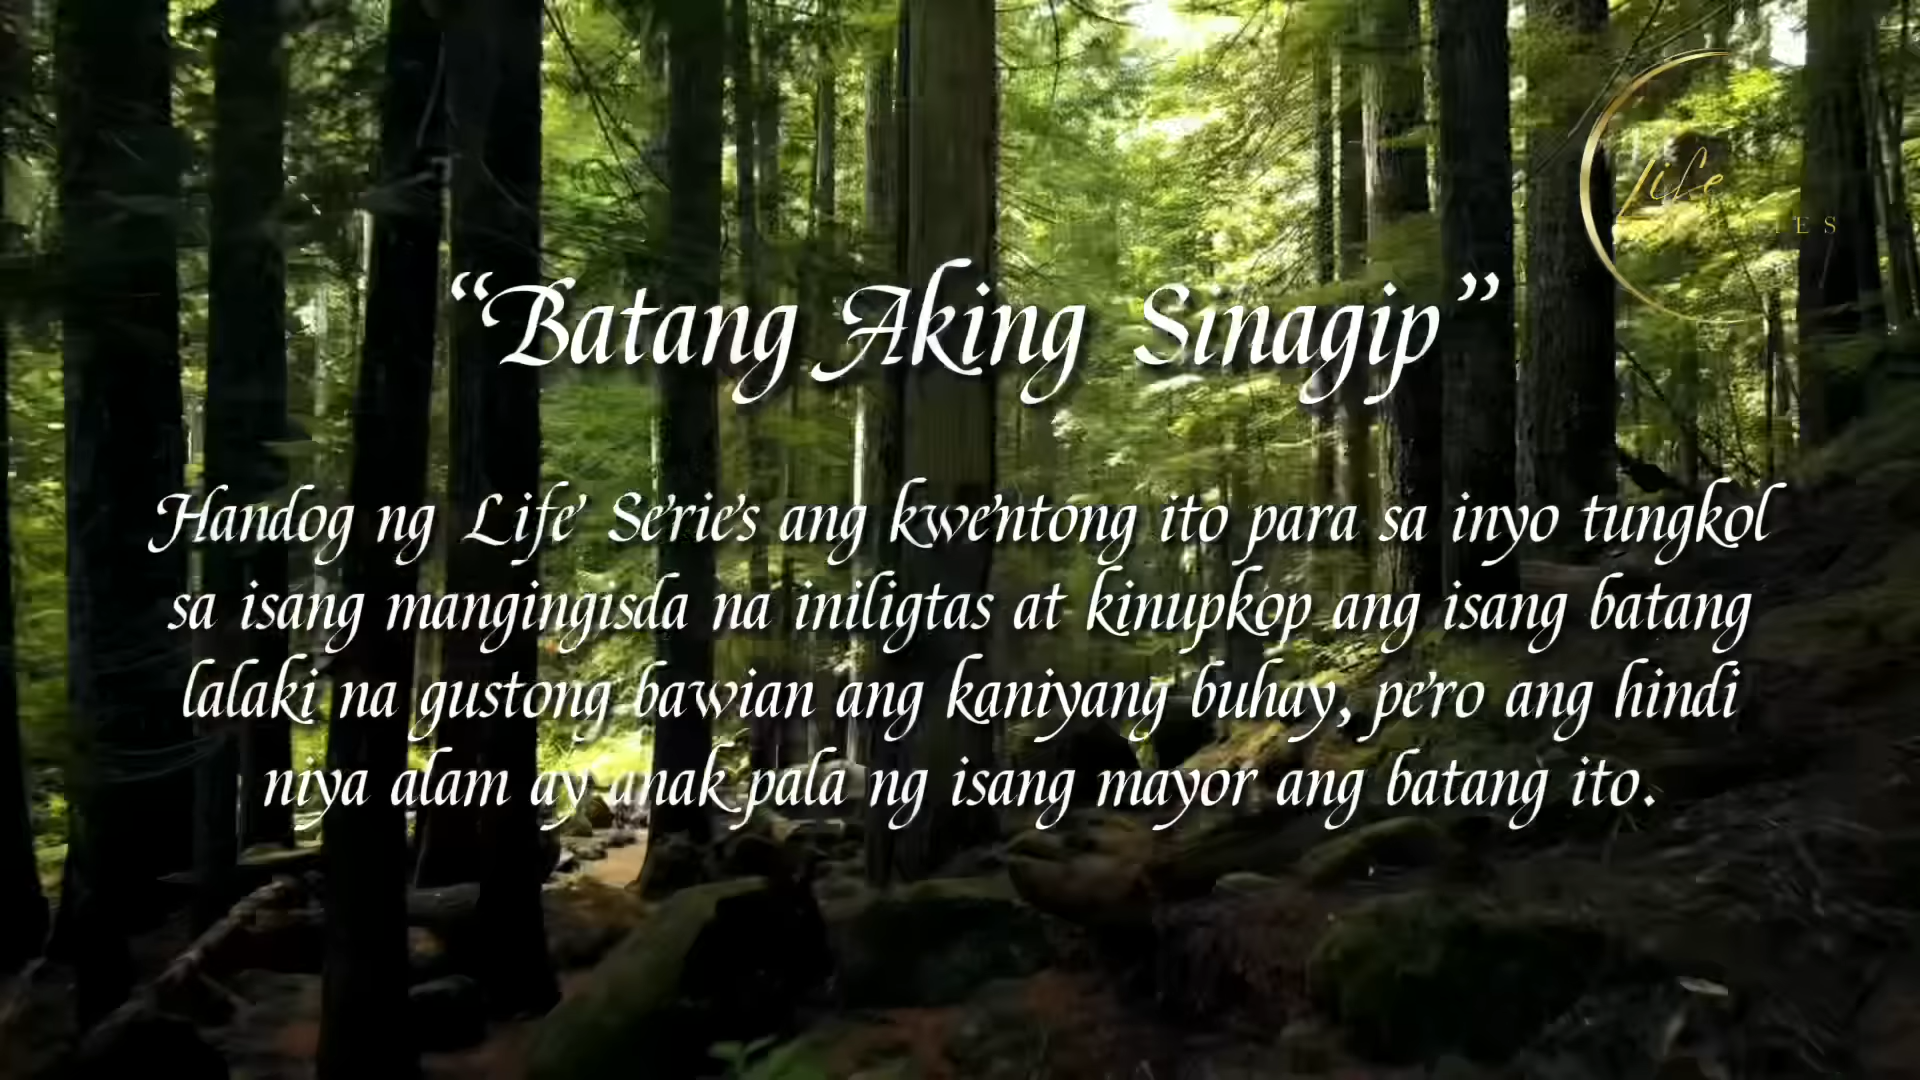 Life
“Batang Aking Sinagip”
Handog ng Life Series ang kwentong ito para sa inyo tungkol
sa isang mangingisda na iniligtas at kinupkop ang isang batang
lalaki na gustong bawian ang kaniyang buhay, pero ang hindi
niya alam ay anak pala ng isang mayor ang batang ito.